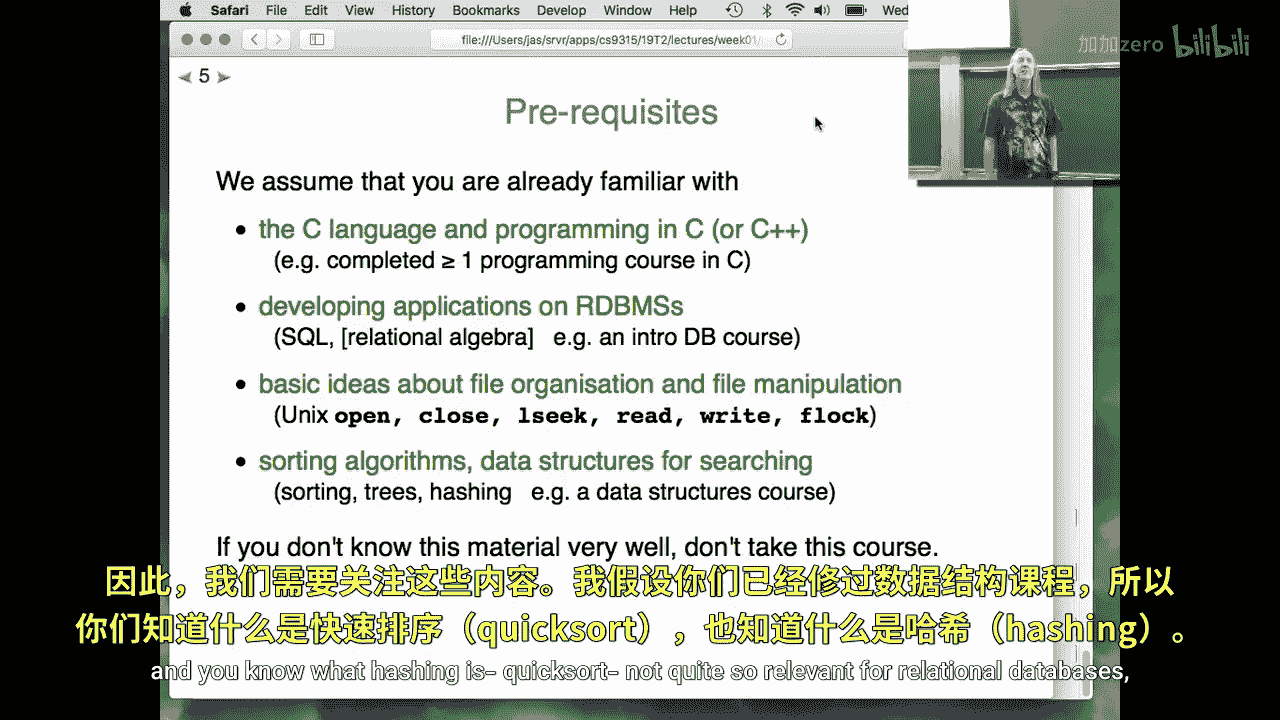 Safari File Edit View History Bookmarks Develop Window Help Wed
file:///Users/jas/srvr/apps/cs9315/19T2/lectures/week01/
加加zero bilibili
5
Pre-requisites
We assume that you are already familiar with
• the C language and programming in C (or C++)
(e.g. completed ≥ 1 programming course in C)
• developing applications on RDBMSs
(SQL, [relational algebra] e.g. an intro DB course)
• basic ideas about file organisation and file manipulation
(Unix open, close, lseek, read, write, flock)
• sorting algorithms, data structures for searching
(sorting, trees, hashing e.g. a data structures course)
If you don't know this material very well, don't take this course.
因此，我们需要关注这些内容。我假设你们已经修过数据结构课程，所以
你们知道什么是快速排序（quicksort），也知道什么是哈希（hashing）。
and you know what hashing is- quicksort- not quite so relevant for relational databases,